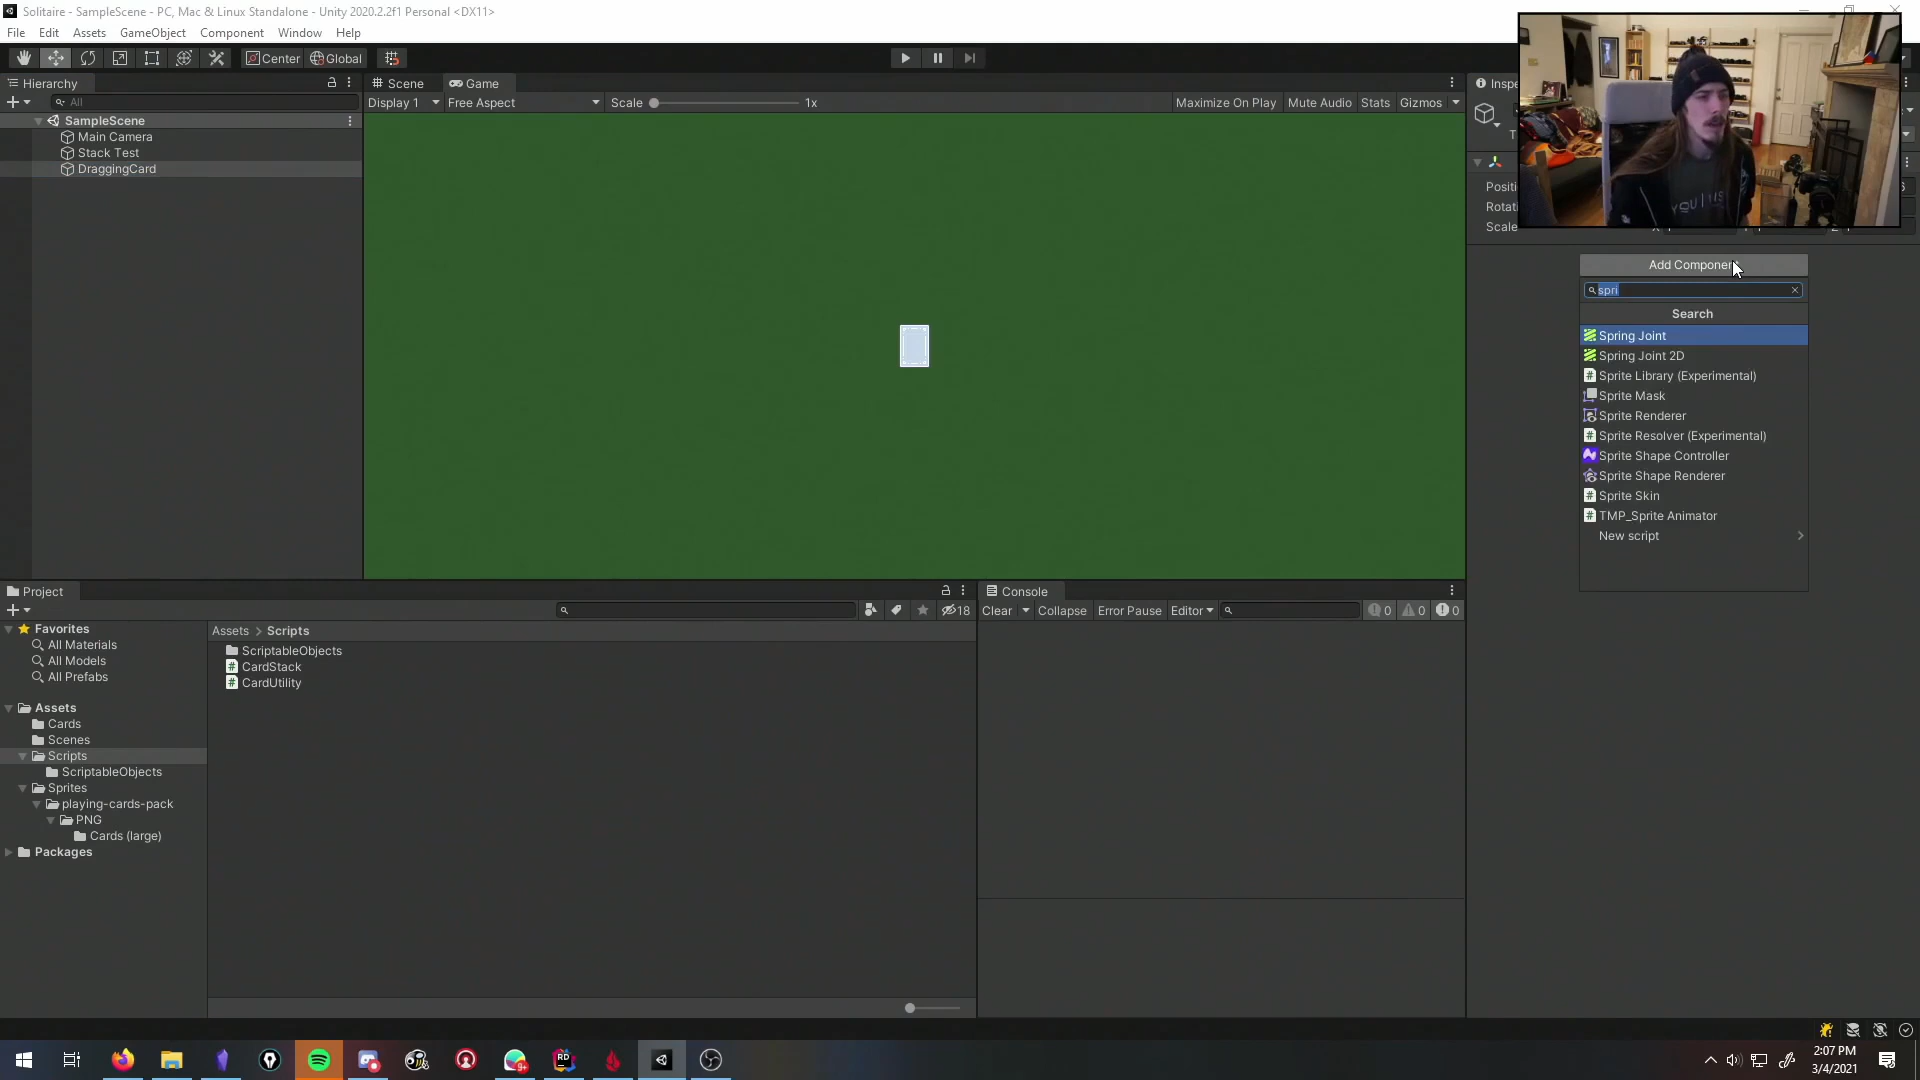 Solitaire - SampleScene - PC, Mac & Linux Standalone - Unity 2020.2.2f1 Personal <DX11>
File Edit Assets GameObject Component Window Help
Center Global
Hierarchy
All
SampleScene
Main Camera
Stack Test
DraggingCard
Scene Game
Display 1 Free Aspect Scale 1x Maximize On Play Mute Audio Stats Gizmos
Positi
Rotati
Scale
Add Component
spri
Search
Spring Joint
Spring Joint 2D
Sprite Library (Experimental)
Sprite Mask
Sprite Renderer
Sprite Resolver (Experimental)
Sprite Shape Controller
Sprite Shape Renderer
Sprite Skin
TMP_Sprite Animator
New script
Project
18
Favorites
All Materials
All Models
All Prefabs
Assets
Cards
Scenes
Scripts
ScriptableObjects
Sprites
playing-cards-pack
PNG
Cards (large)
Packages
Assets > Scripts
ScriptableObjects
CardStack
CardUtility
Console
Clear Collapse Error Pause Editor 0 0 0
2:07 PM
3/4/2021